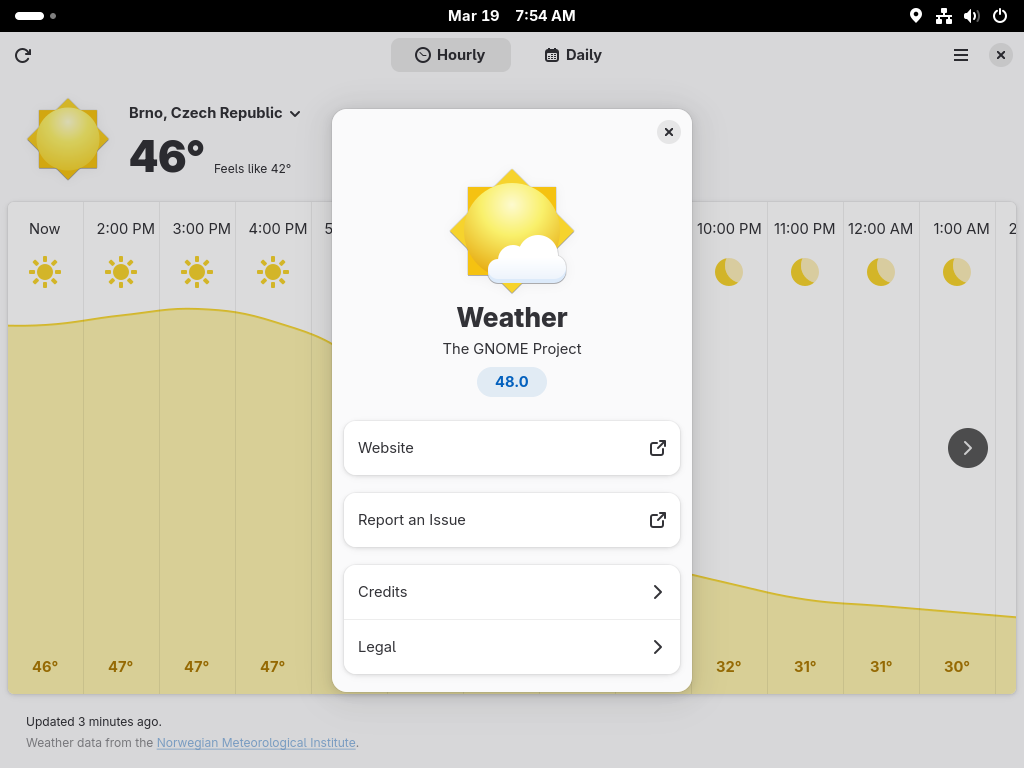 Mar 19 7:54 AM
Hourly Daily
Brno, Czech Republic
46°
Feels like 42°
Now 2:00 PM 3:00 PM 4:00 PM 5 10:00 PM 11:00 PM 12:00 AM 1:00 AM 2
Weather
The GNOME Project
48.0
Website
Report an Issue
Credits
Legal
46° 47° 47° 47° 32° 31° 31° 30°
Updated 3 minutes ago.
Weather data from the Norwegian Meteorological Institute.